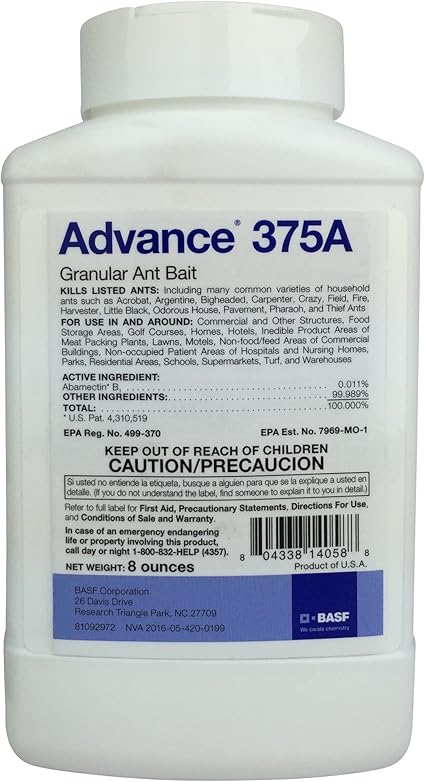 Advance® 375A
Granular Ant Bait
KILLS LISTED ANTS: Including many common varieties of household
ants such as Acrobat, Argentine, Bigheaded, Carpenter, Crazy, Field, Fire,
Harvester, Little Black, Odorous House, Pavement, Pharaoh, and Thief Ants
FOR USE IN AND AROUND: Commercial and Other Structures, Food
Storage Areas, Golf Courses, Homes, Hotels, Inedible Product Areas of
Meat Packing Plants, Lawns, Motels, Non-food/feed Areas of Commercial
Buildings, Non-occupied Patient Areas of Hospitals and Nursing Homes,
Parks, Residential Areas, Schools, Supermarkets, Turf, and Warehouses
ACTIVE INGREDIENT:
Abamectin* B₁ 0.011%
OTHER INGREDIENTS: 99.989%
TOTAL: 100.000%
* U.S. Pat. 4,310,519
EPA Reg. No. 499-370 EPA Est. No. 7969-MO-1
KEEP OUT OF REACH OF CHILDREN
CAUTION/PRECAUCION
Si usted no entiende la etiqueta, busque a alguien para que se la explique a usted en
detalle. (If you do not understand the label, find someone to explain it to you in detail.)
Refer to full label for First Aid, Precautionary Statements, Directions For Use,
and Conditions of Sale and Warranty.
In case of an emergency endangering
life or property involving this product,
call day or night 1-800-832-HELP (4357).
NET WEIGHT: 8 ounces
8 04338 14058 8
Product of U.S.A.
BASF Corporation
26 Davis Drive
Research Triangle Park, NC 27709
81092972 NVA 2016-05-420-0199
BASF
We create chemistry